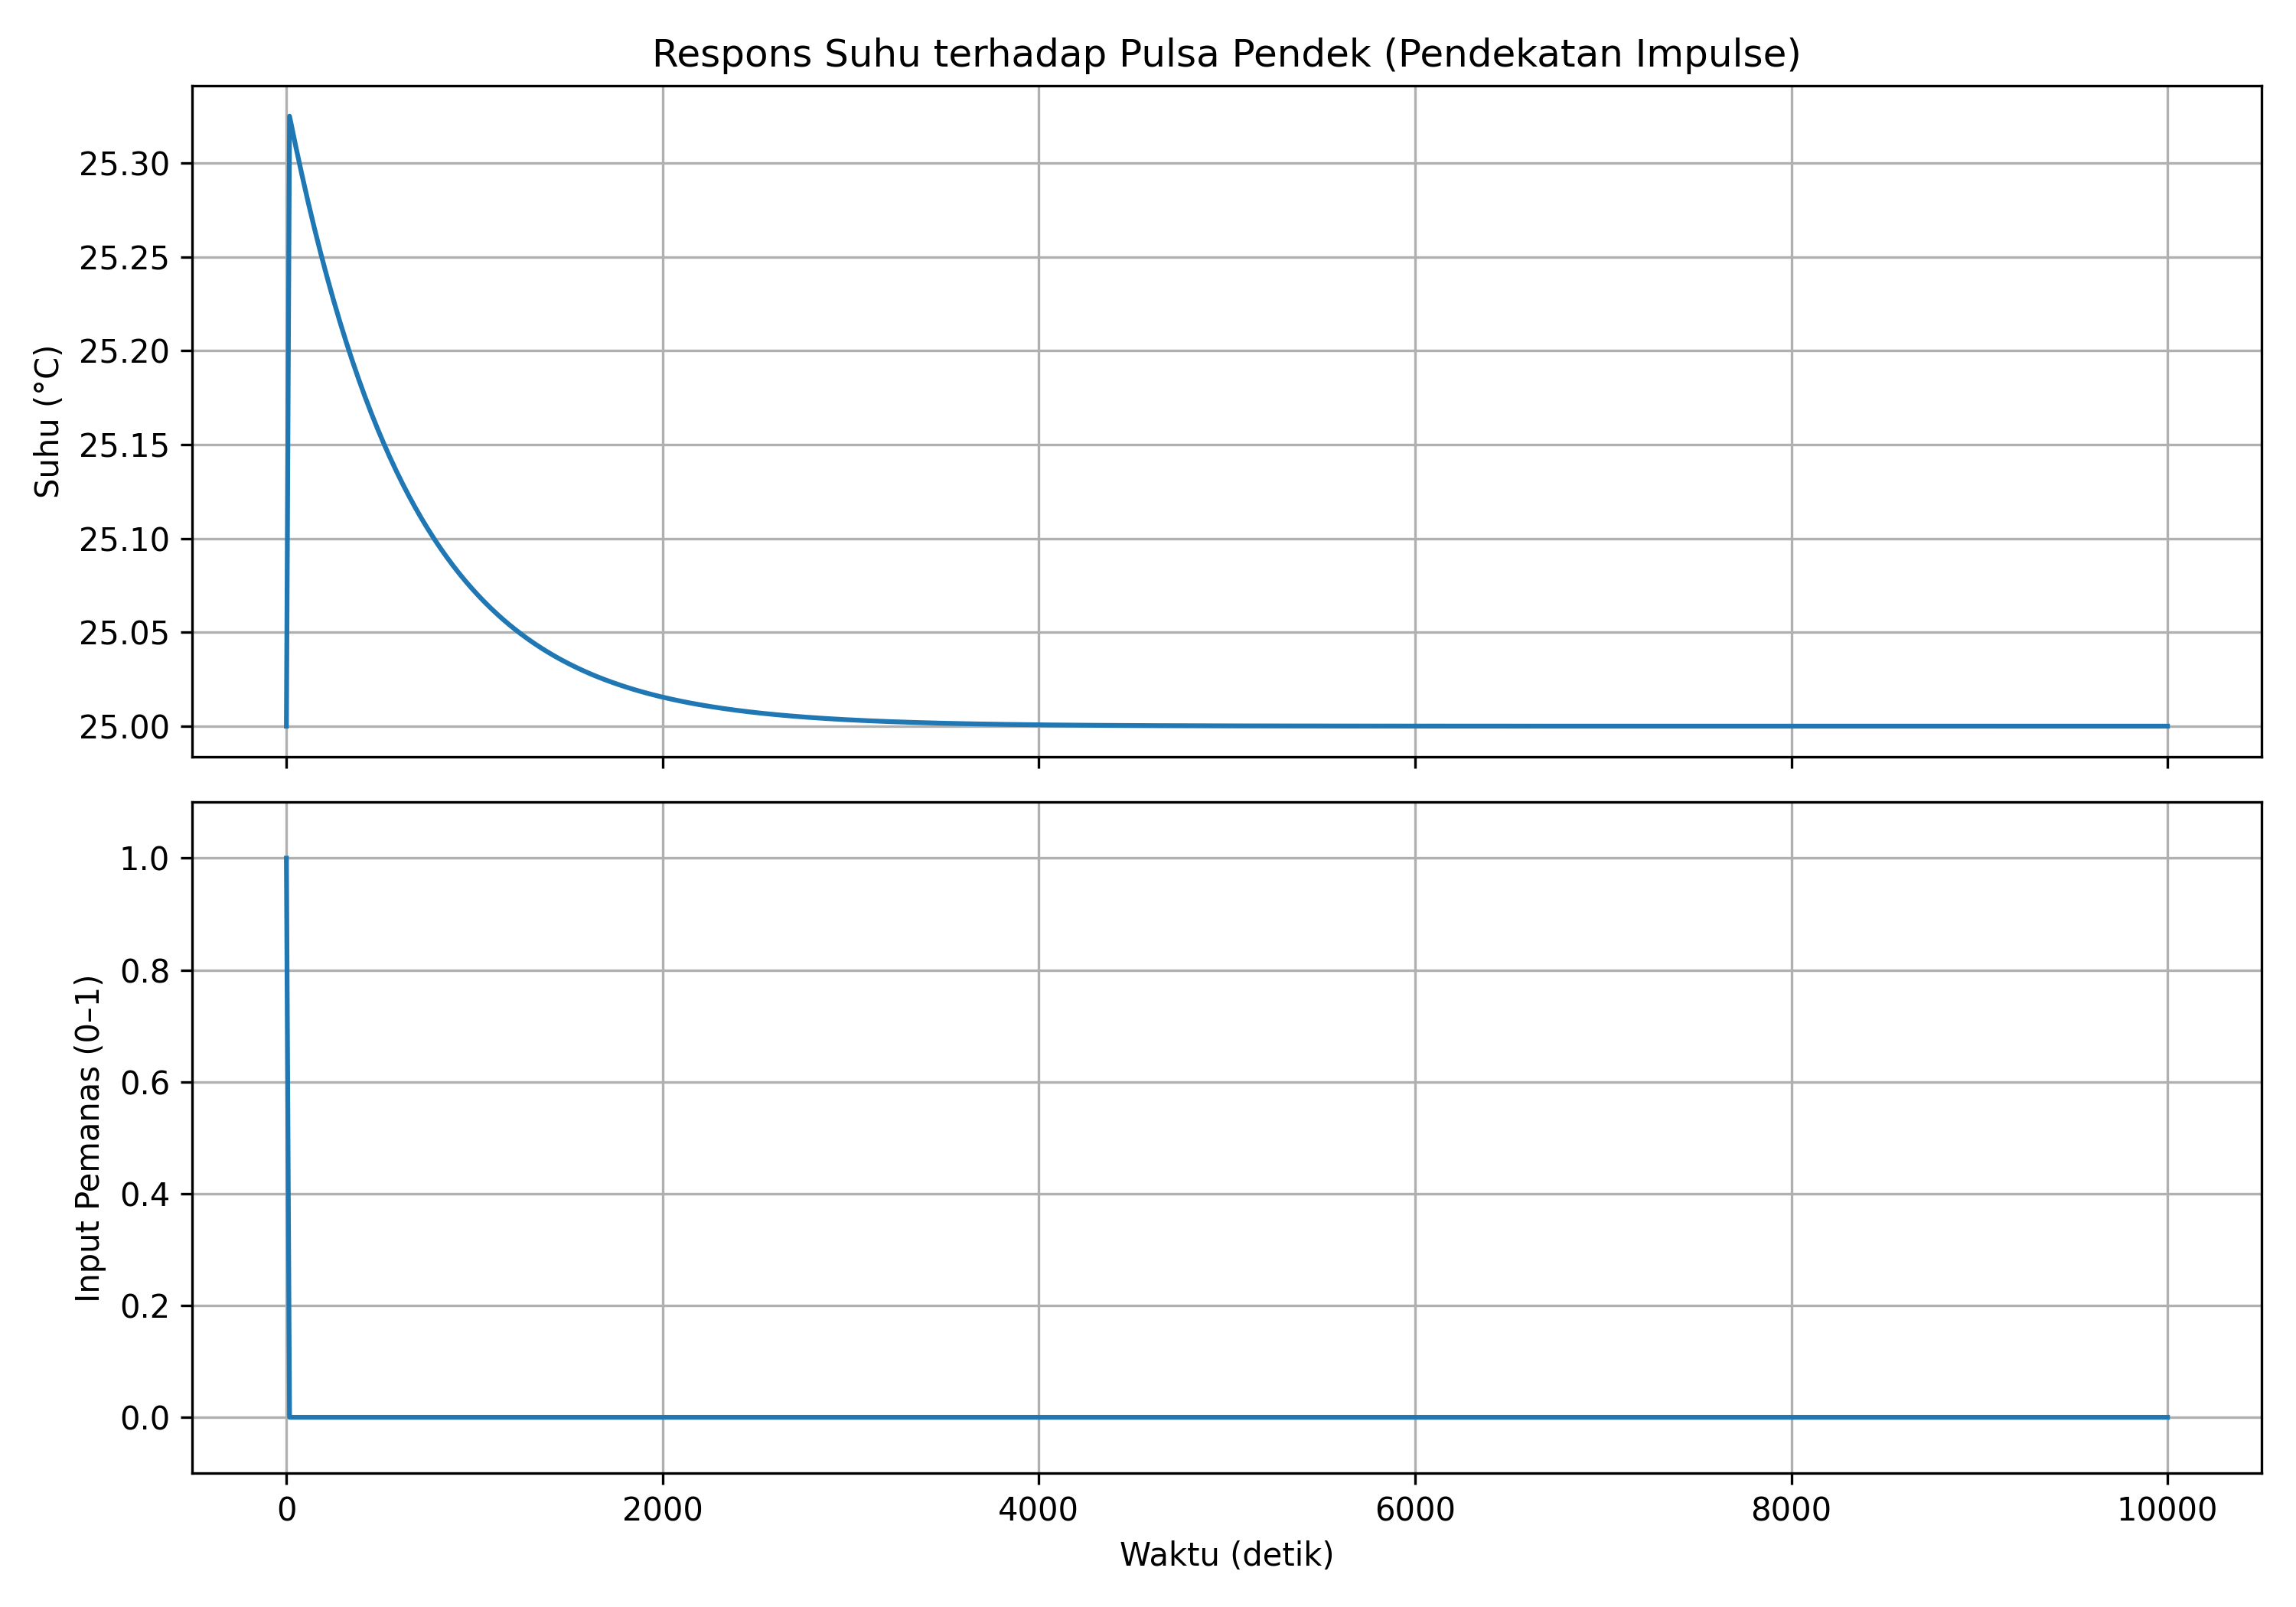 Respons Suhu terhadap Pulsa Pendek (Pendekatan Impulse)
Suhu (°C)
25.30
25.25
25.20
25.15
25.10
25.05
25.00
Input Pemanas (0–1)
1.0
0.8
0.6
0.4
0.2
0.0
0 2000 4000 6000 8000 10000
Waktu (detik)